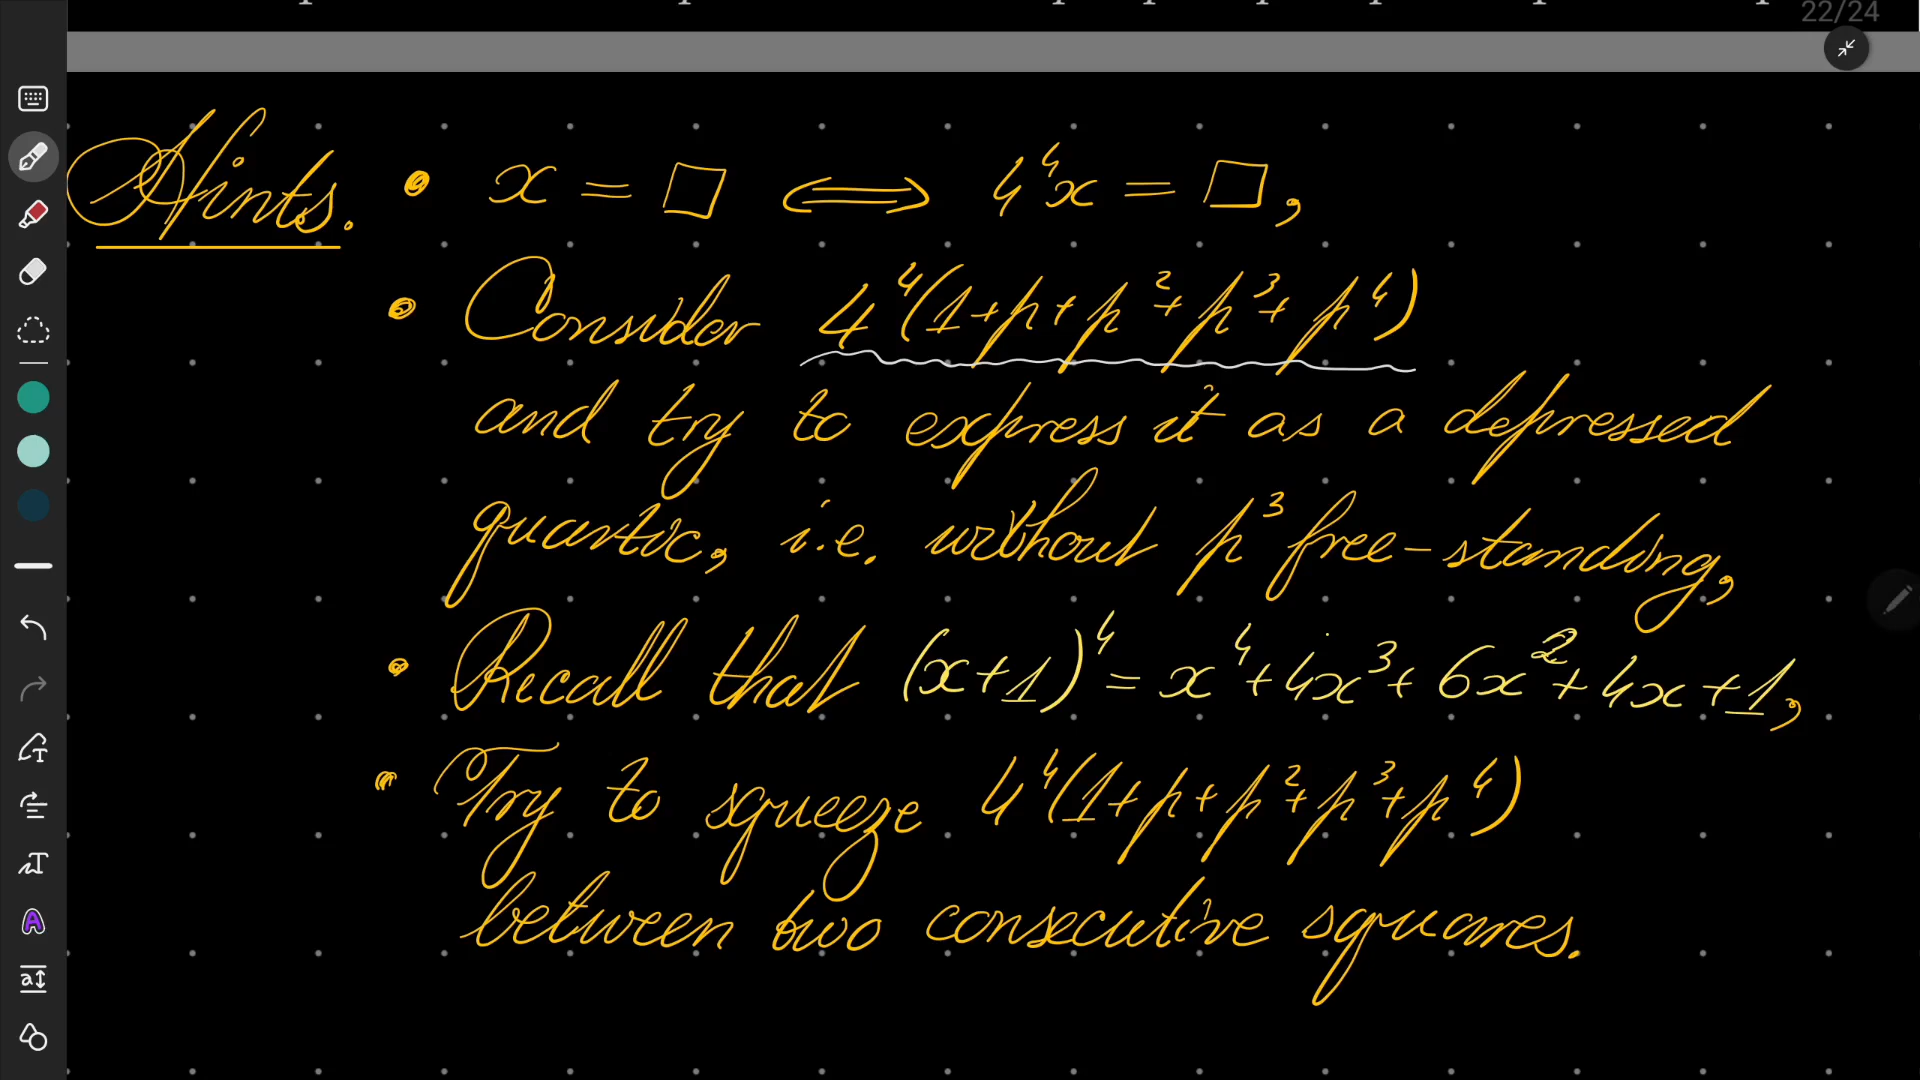 22/24
Hints. • x = □ ⟺ 4⁴x = □,
• Consider 4⁴(1+p+p²+p³+p⁴)
and try to express it as a depressed
quartic, i.e. without p³ free-standing,
• Recall that (x+1)⁴ = x⁴+4x³+6x²+4x+1,
• Try to squeeze 4⁴(1+p+p²+p³+p⁴)
between two consecutive squares.